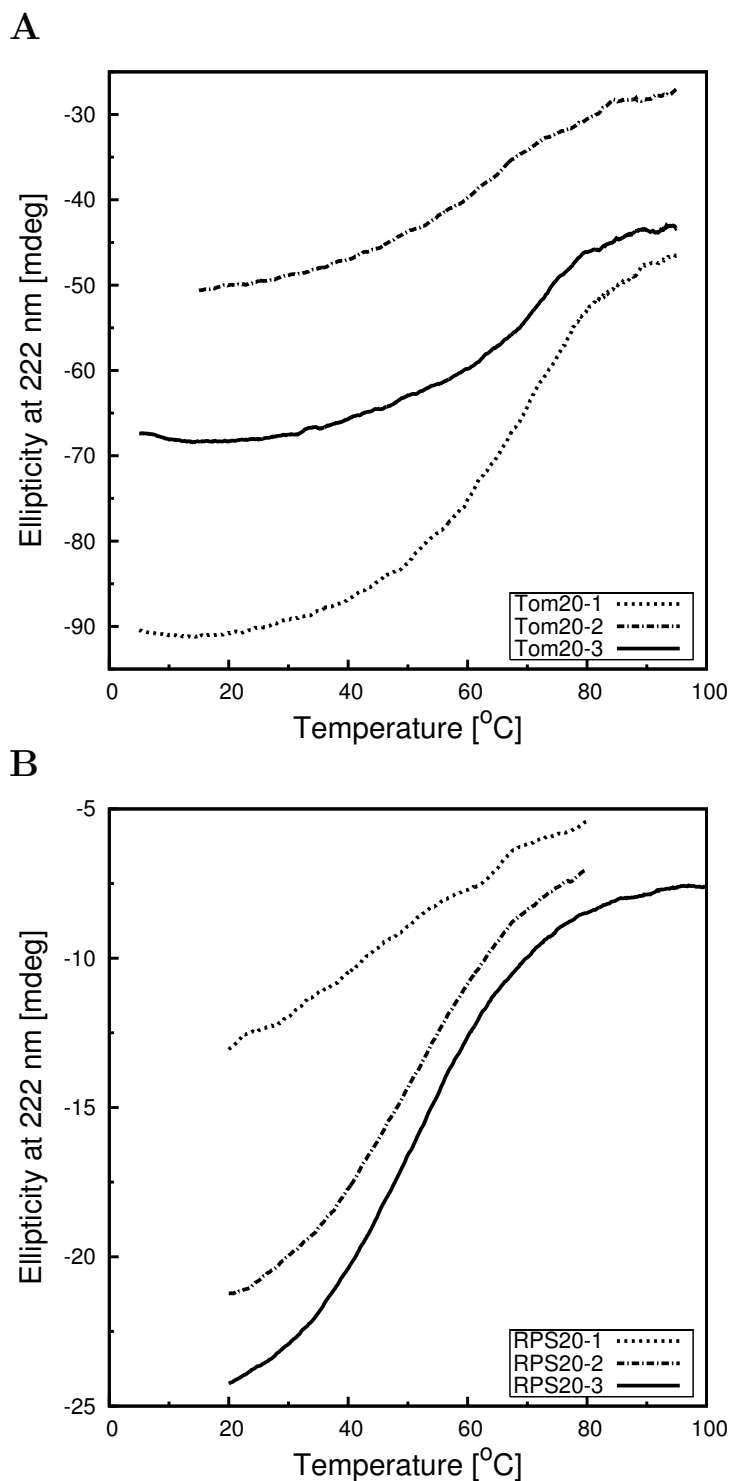 A
-30
-40
-50
-60
-70
-80
-90
0 20 40 60 80 100
Ellipticity at 222 nm [mdeg]
Temperature [°C]
Tom20-1
Tom20-2
Tom20-3
B
-5
-10
-15
-20
-25
0 20 40 60 80 100
Ellipticity at 222 nm [mdeg]
Temperature [°C]
RPS20-1
RPS20-2
RPS20-3